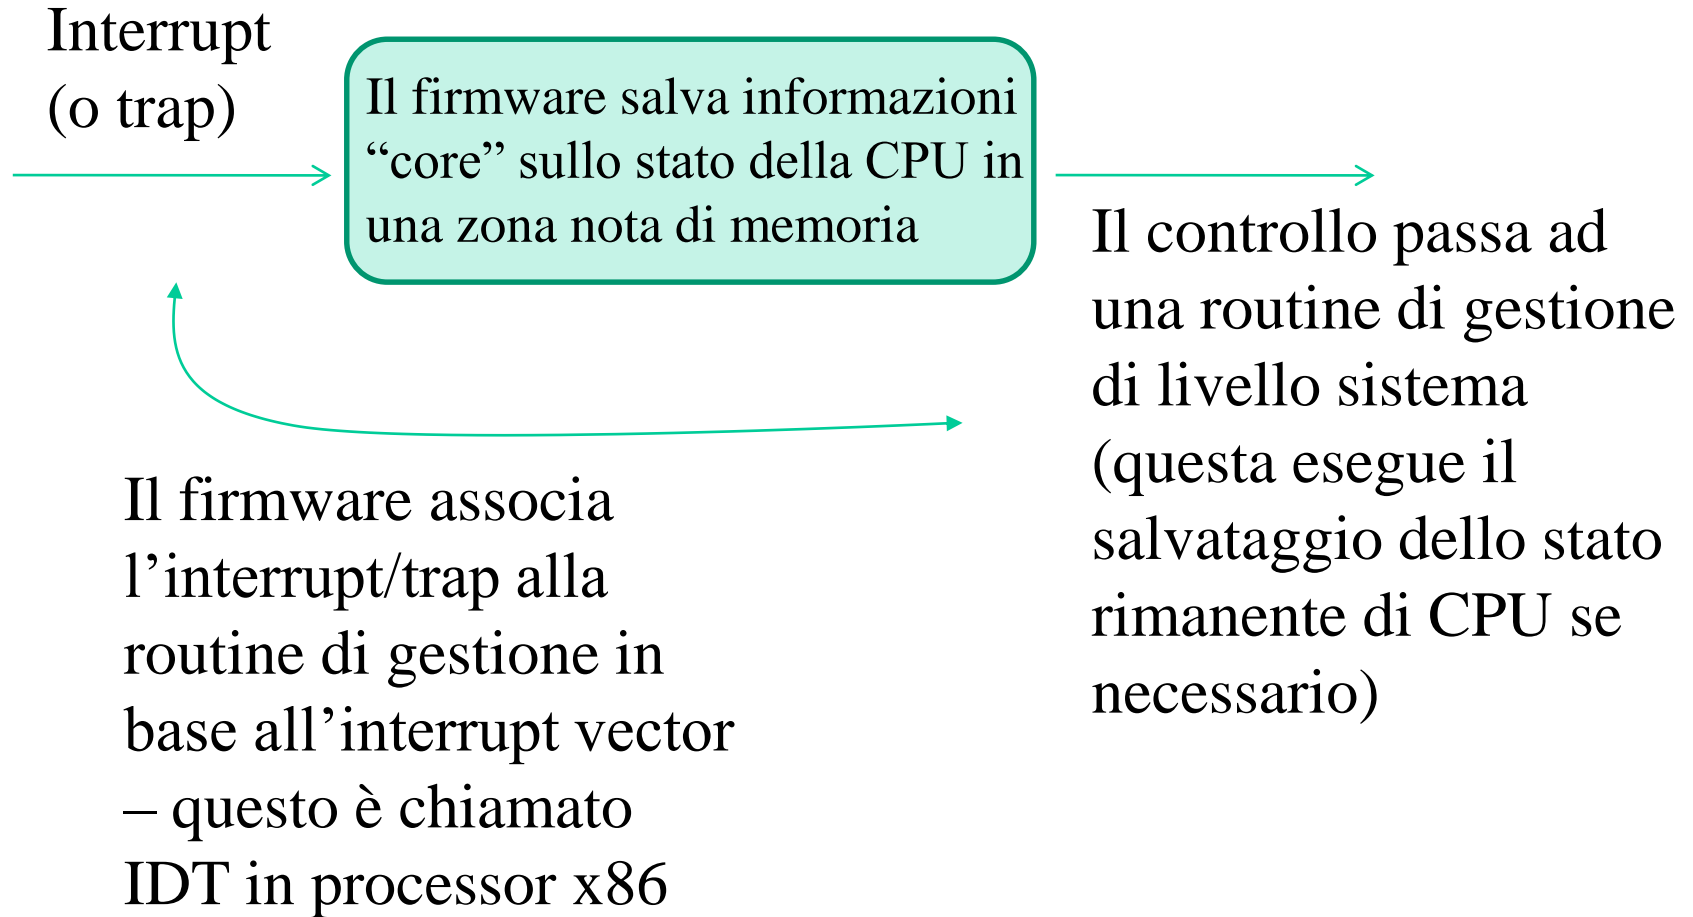 Interrupt
(o trap)
Il firmware salva informazioni
“core” sullo stato della CPU in
una zona nota di memoria
Il controllo passa ad
una routine di gestione
di livello sistema
(questa esegue il
salvataggio dello stato
rimanente di CPU se
necessario)
Il firmware associa
l’interrupt/trap alla
routine di gestione in
base all’interrupt vector
– questo è chiamato
IDT in processor x86